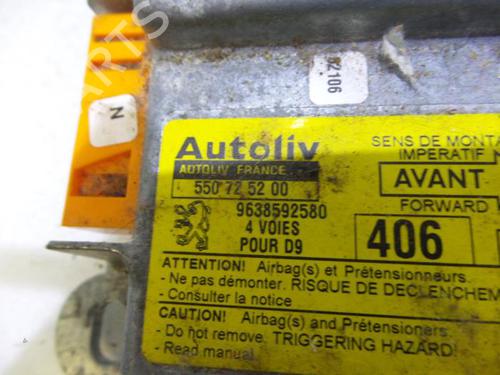 PARTS
N
92106
Autoliv
AUTOLIV FRANCE
550 72 52 00
9638592580
4 VOIES
POUR D9
SENS DE MONTA
IMPERATIF
AVANT
FORWARD
406
ATTENTION! Airbag(s) et Prétensionneurs
- Ne pas démonter. RISQUE DE DECLENCHEM
- Consulter la notice
CAUTION! Airbag(s) and Pretensioners
- Do not remove. TRIGGERING HAZARD!
- Read manual